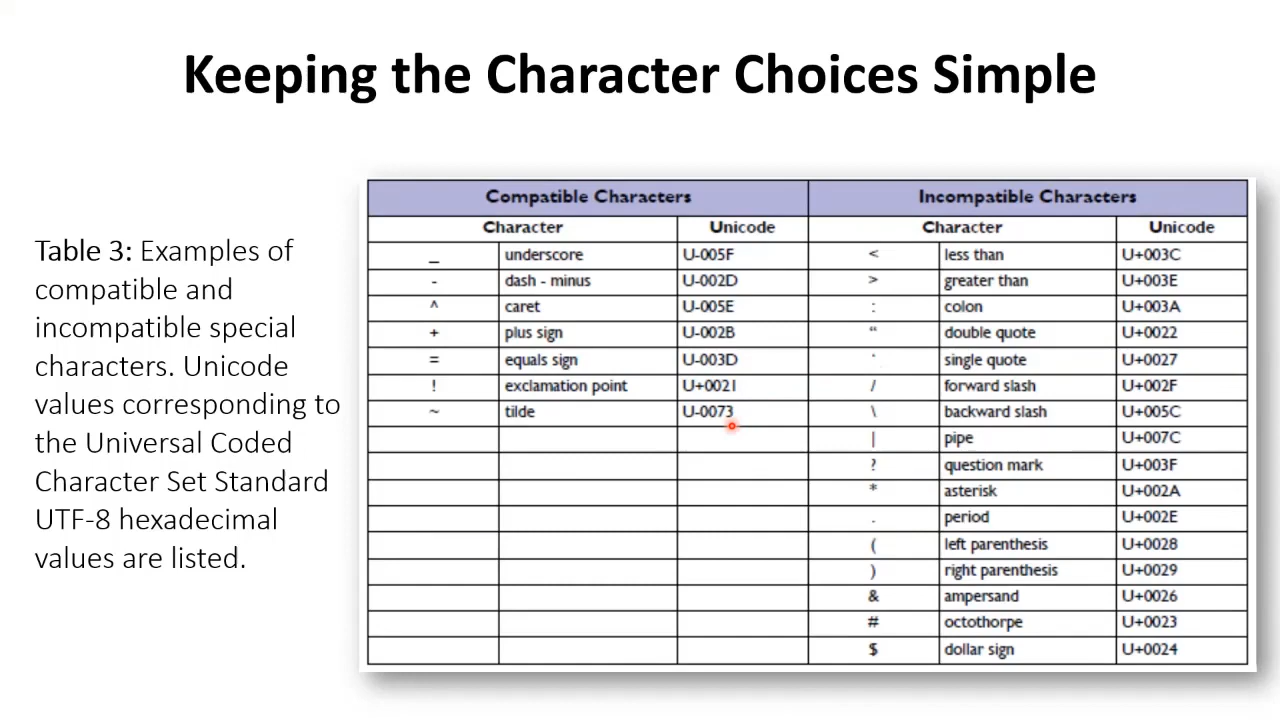 Keeping the Character Choices Simple
Table 3: Examples of
compatible and
incompatible special
characters. Unicode
values corresponding to
the Universal Coded
Character Set Standard
UTF-8 hexadecimal
values are listed.
Compatible Characters Incompatible Characters
Character Unicode Character Unicode
_ underscore U-005F < less than U+003C
- dash - minus U-002D > greater than U+003E
^ caret U-005E : colon U+003A
+ plus sign U-002B “ double quote U+0022
= equals sign U-003D ‘ single quote U+0027
! exclamation point U+0021 / forward slash U+002F
~ tilde U-0073 \ backward slash U+005C
| pipe U+007C
? question mark U+003F
* asterisk U+002A
. period U+002E
( left parenthesis U+0028
) right parenthesis U+0029
& ampersand U+0026
# octothorpe U+0023
$ dollar sign U+0024